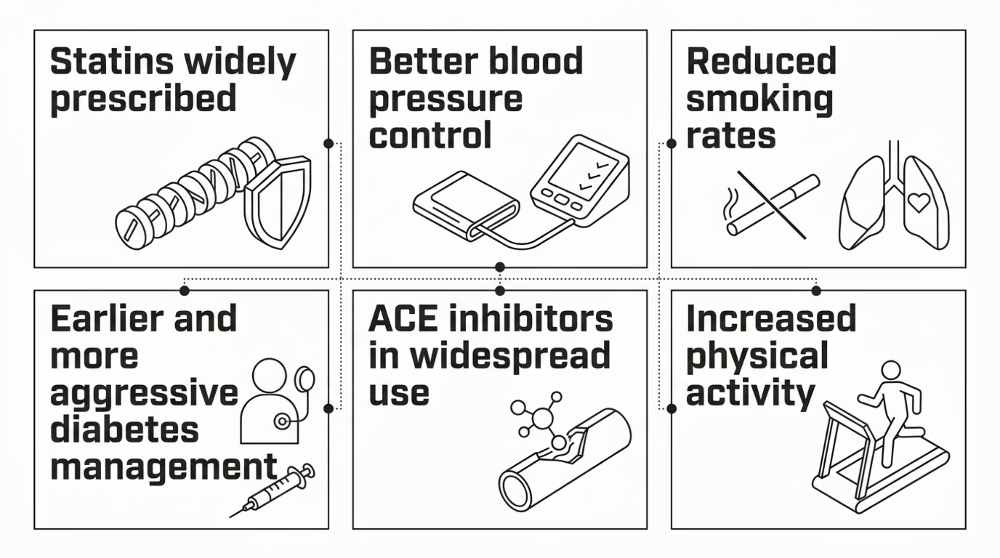 Statins widely
prescribed
Better blood
pressure
control
Reduced
smoking
rates
Earlier and
more
aggressive
diabetes
management
ACE inhibitors
in widespread
use
Increased
physical
activity